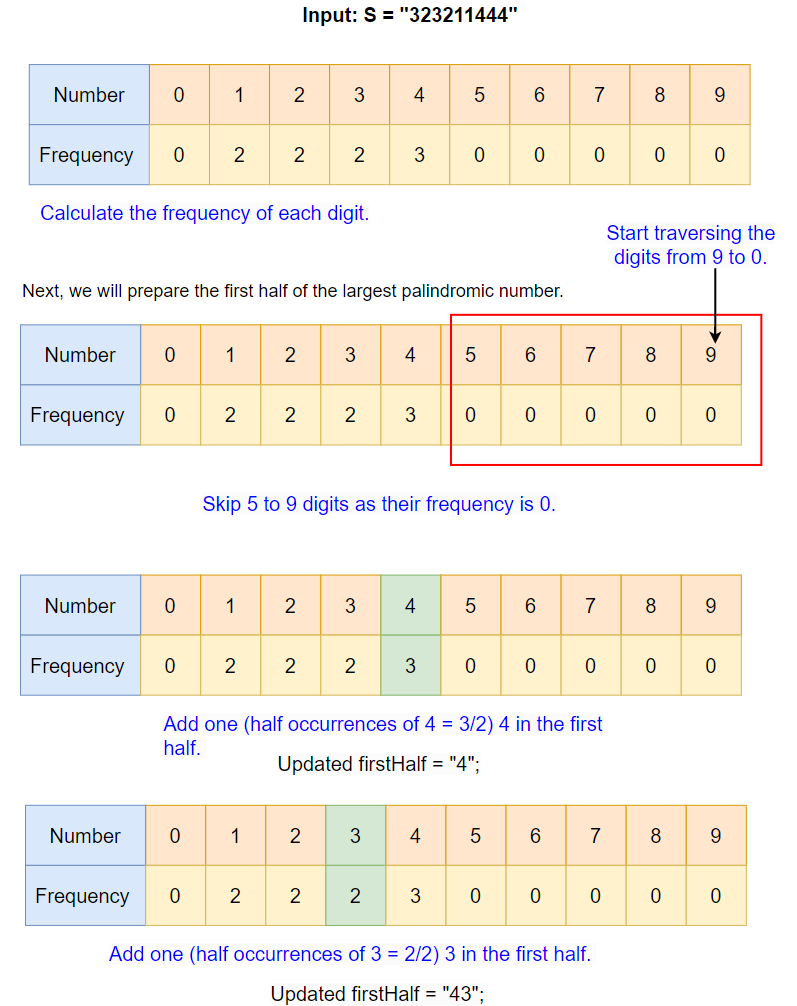 Input: S = "323211444"
Number 0 1 2 3 4 5 6 7 8 9
Frequency 0 2 2 2 3 0 0 0 0 0
Calculate the frequency of each digit.
Start traversing the
digits from 9 to 0.
Next, we will prepare the first half of the largest palindromic number.
Number 0 1 2 3 4 5 6 7 8 9
Frequency 0 2 2 2 3 0 0 0 0 0
Skip 5 to 9 digits as their frequency is 0.
Number 0 1 2 3 4 5 6 7 8 9
Frequency 0 2 2 2 3 0 0 0 0 0
Add one (half occurrences of 4 = 3/2) 4 in the first
half.
Updated firstHalf = "4";
Number 0 1 2 3 4 5 6 7 8 9
Frequency 0 2 2 2 3 0 0 0 0 0
Add one (half occurrences of 3 = 2/2) 3 in the first half.
Updated firstHalf = "43";